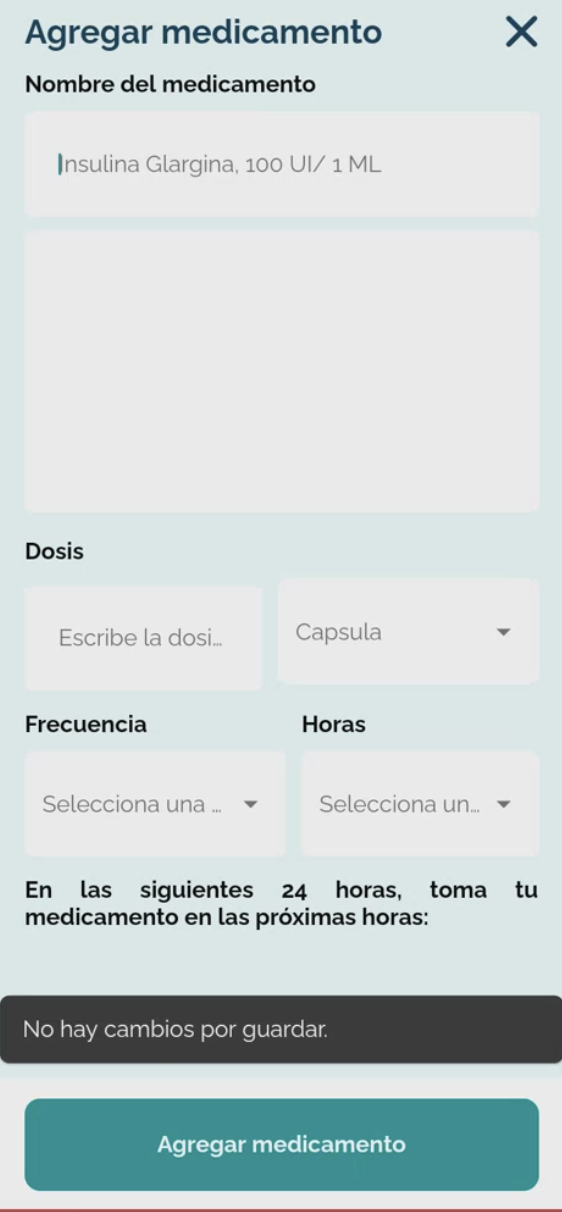 Agregar medicamento
Nombre del medicamento
Insulina Glargina, 100 UI/ 1 ML
Dosis
Escribe la dosi…
Capsula
Frecuencia
Horas
Selecciona una …
Selecciona un…
En las siguientes 24 horas, toma tu
medicamento en las próximas horas:
No hay cambios por guardar.
Agregar medicamento